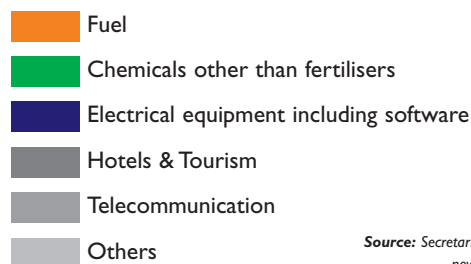 Fuel
Chemicals other than fertilisers
Electrical equipment including software
Hotels & Tourism
Telecommunication
Others
Source: Secretar